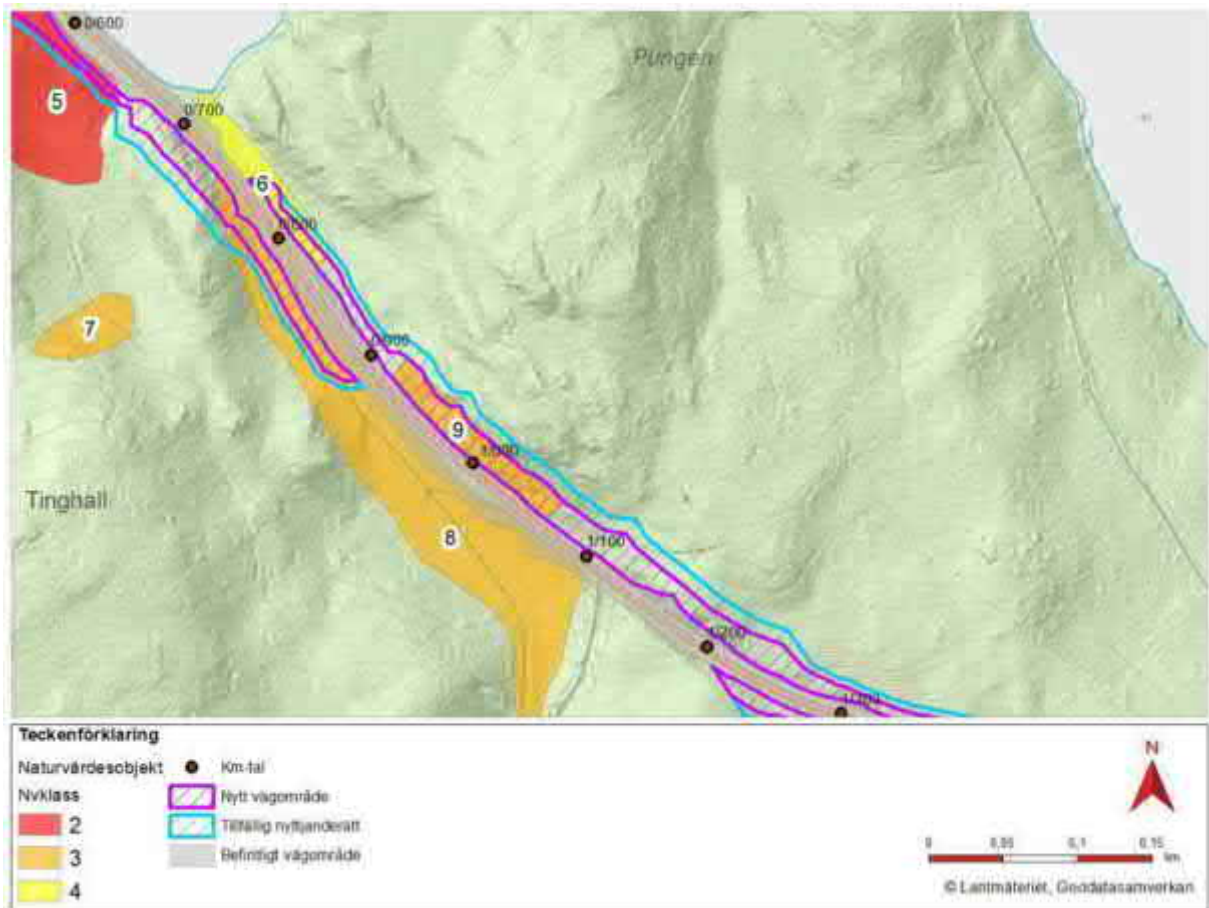 0/600
Pungen
5
0/700
6
0/800
7
0/900
9
1/000
Tinghall
8
1/100
1/200
1/300
Teckenförklaring
Naturvärdesobjekt
Km-tal
Nvklass
Nytt vägområde
2
Tillfällig nyttjanderätt
3
Befintligt vägområde
4
N
0 0,05 0,1 0,15
km
© Lantmäteriet, Geodatasamverkan